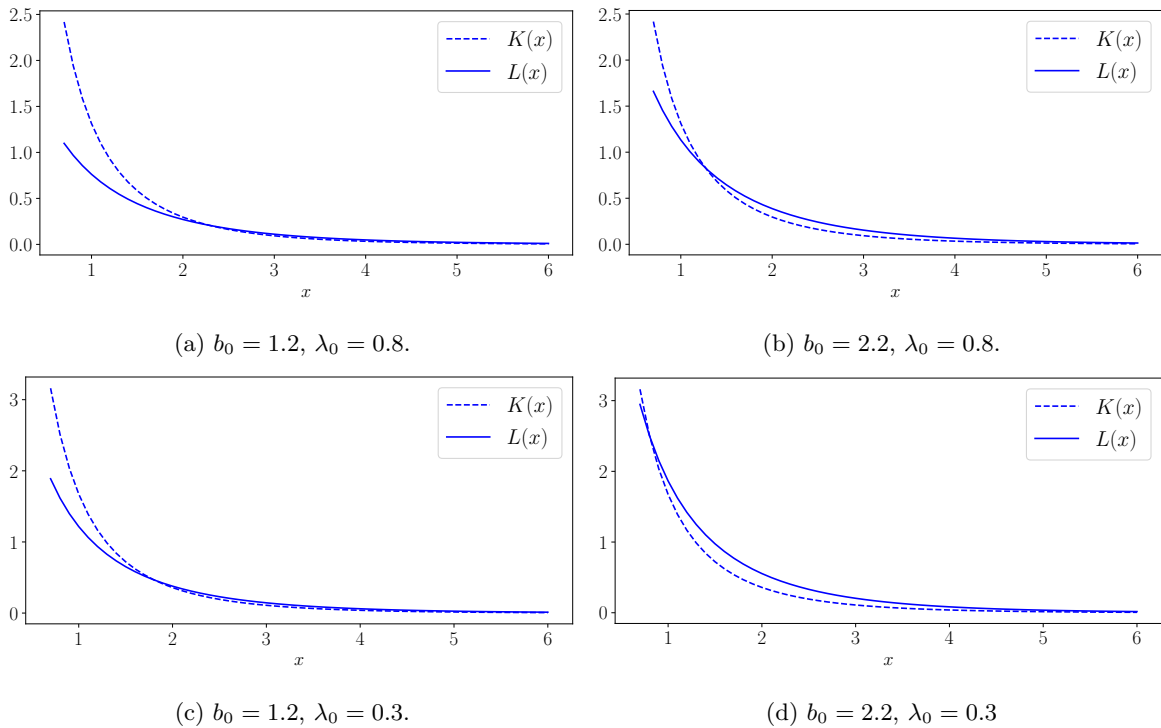 2.5
2.0
1.5
1.0
0.5
0.0
1 2 3 4 5 6
x
K(x)
L(x)
(a) b₀ = 1.2, λ₀ = 0.8.
2.5
2.0
1.5
1.0
0.5
0.0
1 2 3 4 5 6
x
K(x)
L(x)
(b) b₀ = 2.2, λ₀ = 0.8.
3
2
1
0
1 2 3 4 5 6
x
K(x)
L(x)
(c) b₀ = 1.2, λ₀ = 0.3.
3
2
1
0
1 2 3 4 5 6
x
K(x)
L(x)
(d) b₀ = 2.2, λ₀ = 0.3